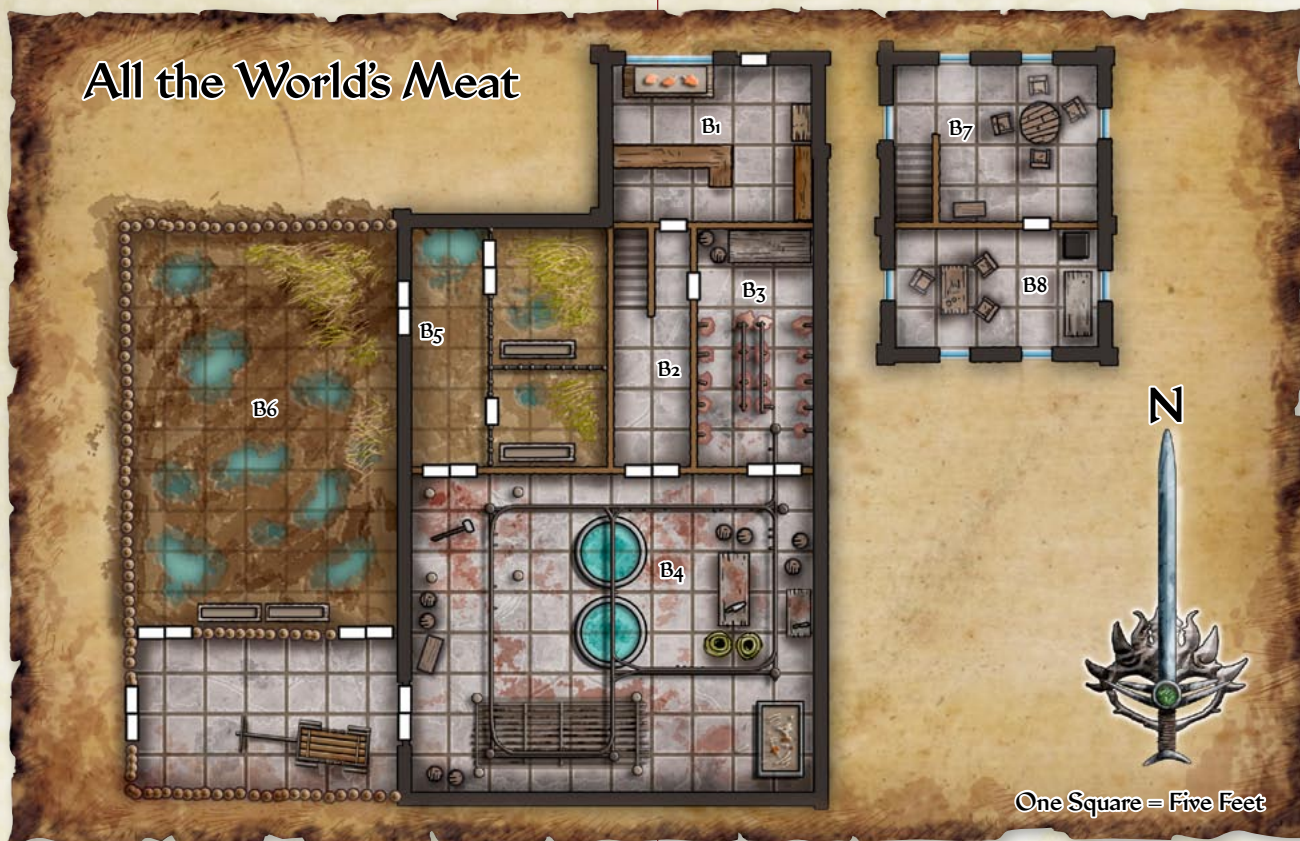 All the World's Meat
B1
B7
B8
B3
B5
B2
B6
N
B4
One Square = Five Feet